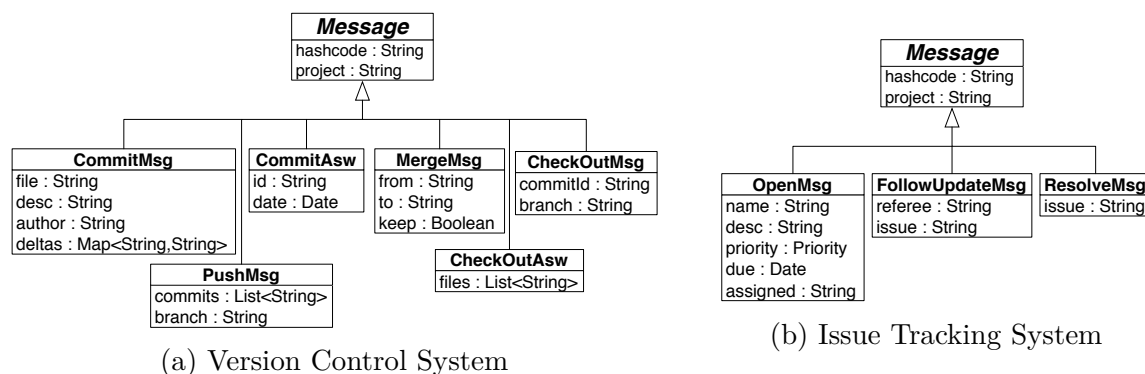 Message
hashcode : String
project : String
CommitMsg
file : String
desc : String
author : String
deltas : Map<String,String>
PushMsg
commits : List<String>
branch : String
CommitAsw
id : String
date : Date
MergeMsg
from : String
to : String
keep : Boolean
CheckOutAsw
files : List<String>
CheckOutMsg
commitId : String
branch : String
(a) Version Control System
Message
hashcode : String
project : String
OpenMsg
name : String
desc : String
priority : Priority
due : Date
assigned : String
FollowUpdateMsg
referee : String
issue : String
ResolveMsg
issue : String
(b) Issue Tracking System